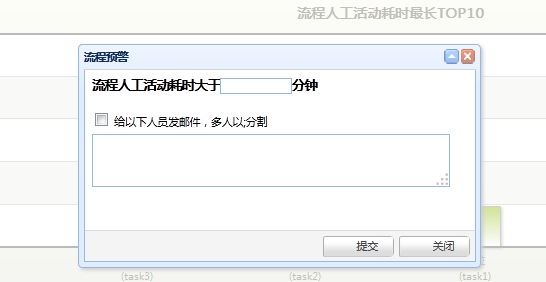 流程人工活动耗时最长TOP10
流程预警
流程人工活动耗时大于 分钟
给以下人员发邮件，多人以;分割
提交 关闭
(task3) (task2) (task1)